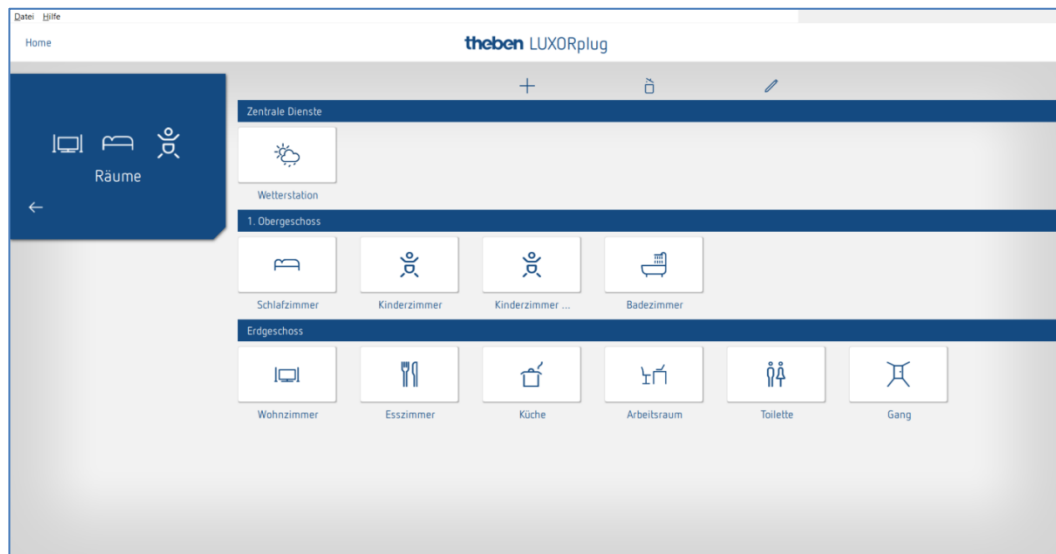 Datei Hilfe
Home
theben LUXORplug
Räume
Zentrale Dienste
Wetterstation
1. Obergeschoss
Schlafzimmer Kinderzimmer Kinderzimmer ... Badezimmer
Erdgeschoss
Wohnzimmer Esszimmer Küche Arbeitsraum Toilette Gang